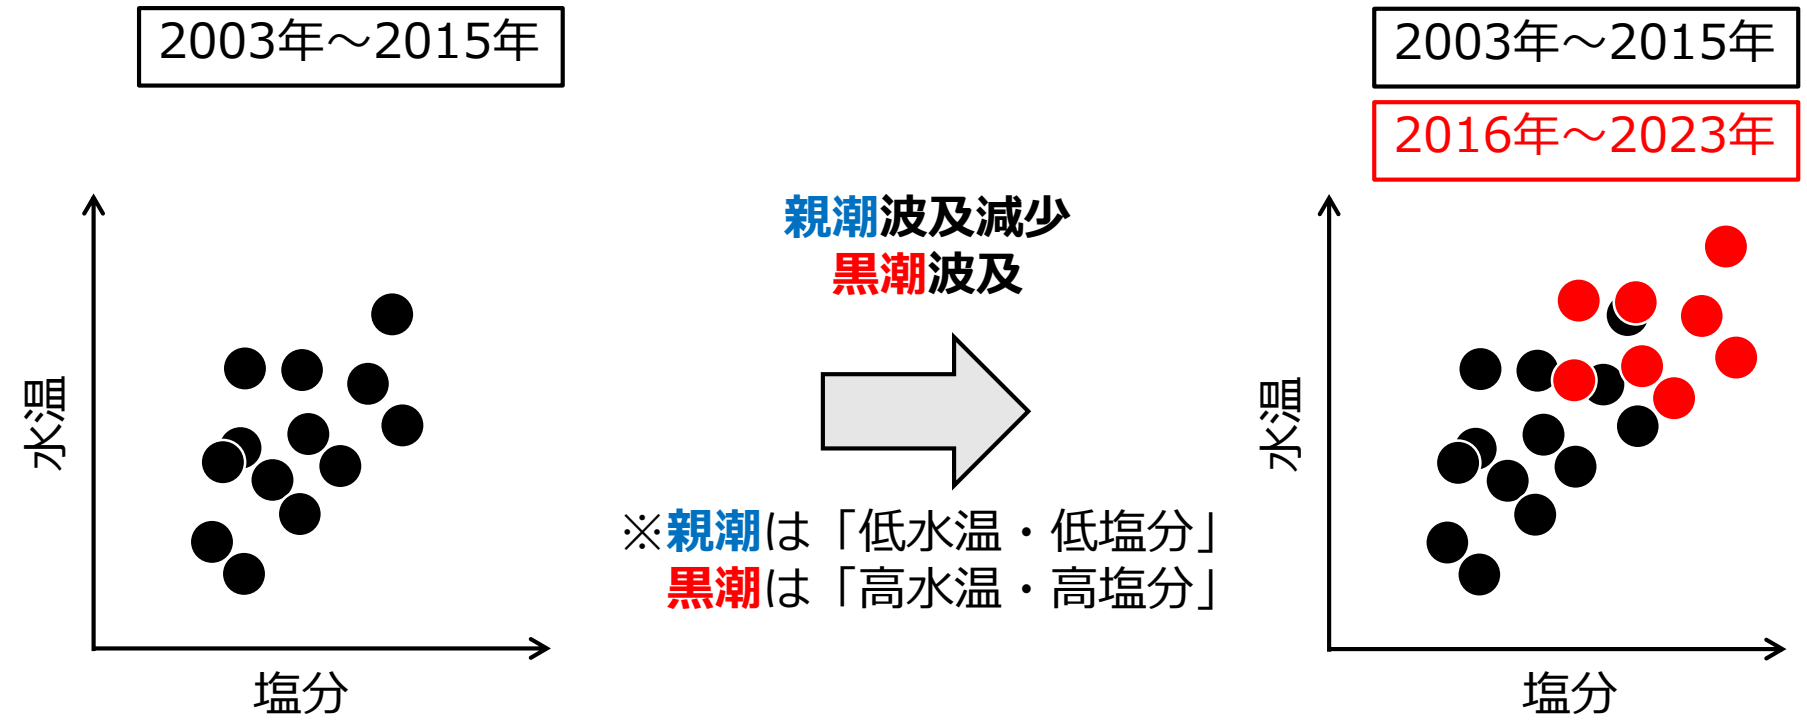 2003年～2015年
水温
塩分
親潮波及減少
黒潮波及
※親潮は「低水温・低塩分」
黒潮は「高水温・高塩分」
2003年～2015年
2016年～2023年
水温
塩分